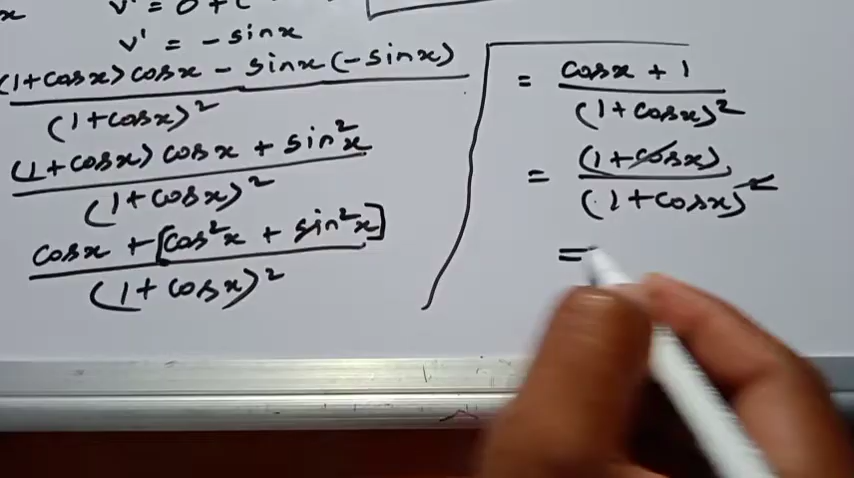 x
v' = 0 + (
v' = - sinx
(1+cosx) cosx - sinx (-sinx)
(1+cosx)²
(1+cosx) cosx + sin²x
(1+cosx)²
cosx + [cos²x + sin²x]
(1+cosx)²
= cosx + 1
(1+cosx)²
= (1+cosx)
(1+cosx)²
=